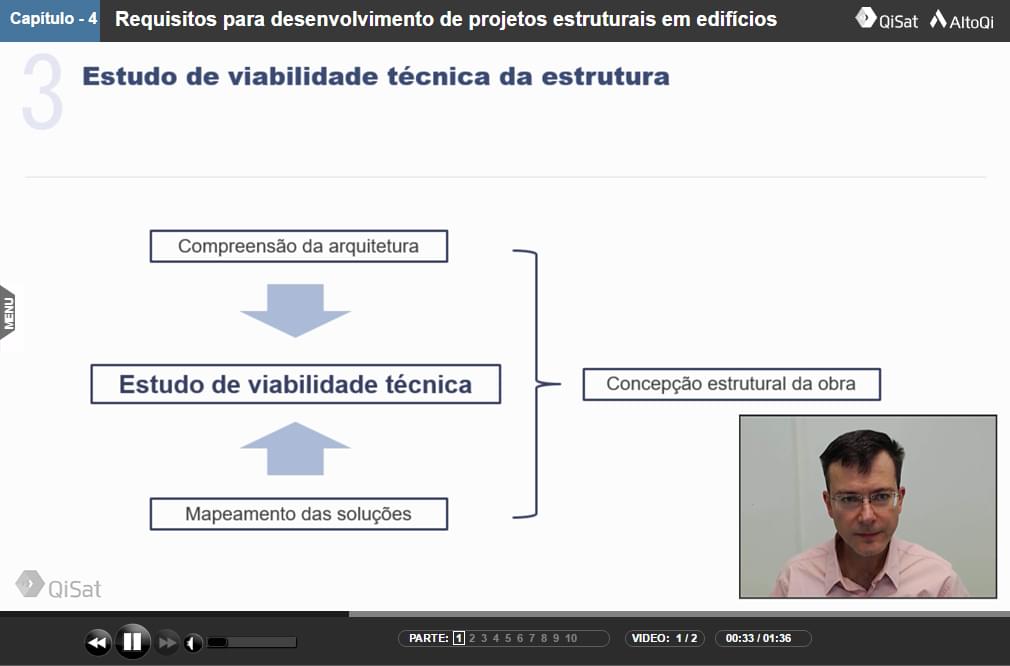 Capítulo - 4
Requisitos para desenvolvimento de projetos estruturais em edifícios
QiSat AltoQi
3
Estudo de viabilidade técnica da estrutura
Compreensão da arquitetura
MENU
Estudo de viabilidade técnica
Concepção estrutural da obra
Mapeamento das soluções
QiSat
PARTE: 1 2 3 4 5 6 7 8 9 10
VIDEO: 1 / 2
00:33 / 01:36